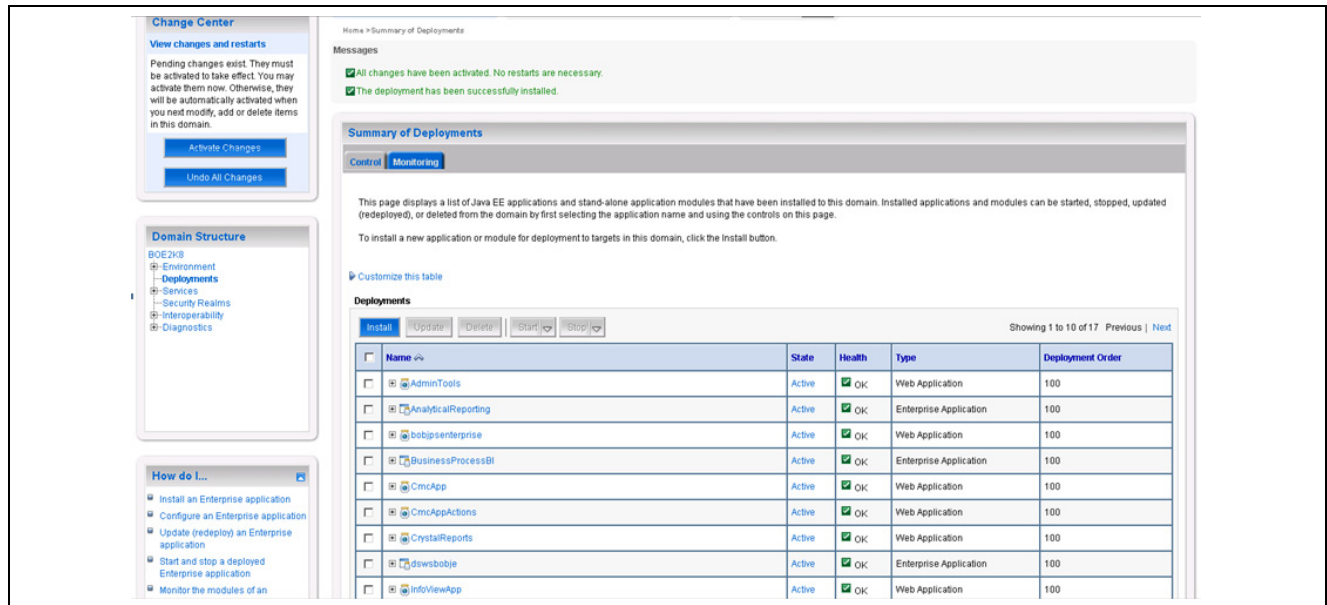 Change Center
View changes and restarts
Pending changes exist. They must
be activated to take effect. You may
activate them now. Otherwise, they
will be automatically activated when
you next modify, add or delete items
in this domain.
Activate Changes
Undo All Changes
Domain Structure
BOE2K8
Environment
Deployments
Services
Security Realms
Interoperability
Diagnostics
How do I...
Install an Enterprise application
Configure an Enterprise application
Update (redeploy) an Enterprise
application
Start and stop a deployed
Enterprise application
Monitor the modules of an
Home >Summary of Deployments
Messages
All changes have been activated. No restarts are necessary.
The deployment has been successfully installed.
Summary of Deployments
Control Monitoring
This page displays a list of Java EE applications and stand-alone application modules that have been installed to this domain. Installed applications and modules can be started, stopped, updated
(redeployed), or deleted from the domain by first selecting the application name and using the controls on this page.
To install a new application or module for deployment to targets in this domain, click the Install button.
Customize this table
Deployments
Install Update Delete Start Stop Showing 1 to 10 of 17 Previous | Next
Name State Health Type Deployment Order
AdminTools Active OK Web Application 100
AnalyticalReporting Active OK Enterprise Application 100
bobjpsenterprise Active OK Web Application 100
BusinessProcessBI Active OK Enterprise Application 100
CmcApp Active OK Web Application 100
CmcAppActions Active OK Web Application 100
CrystalReports Active OK Web Application 100
dswsbobje Active OK Enterprise Application 100
InfoViewApp Active OK Web Application 100